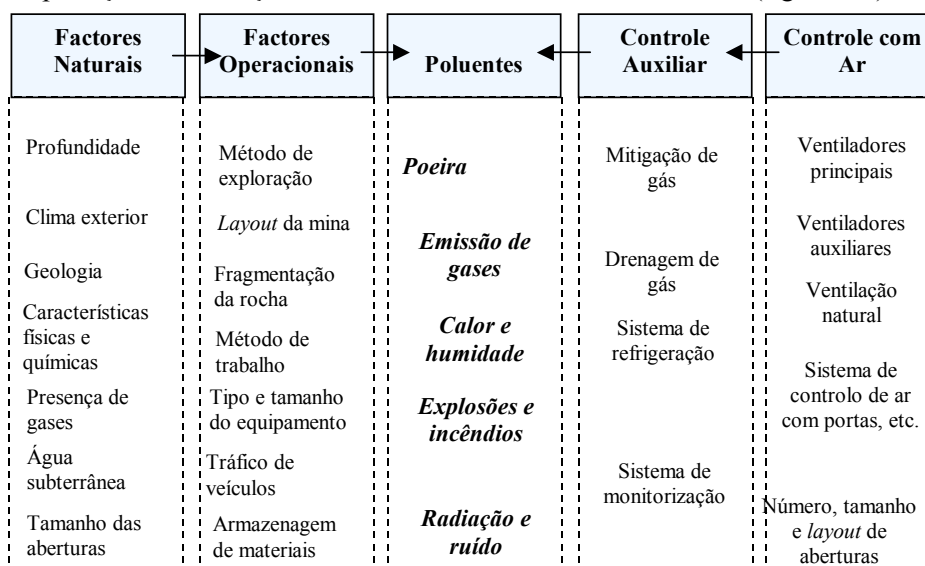 Factores
Naturais
Factores
Operacionais
Poluentes
Controle
Auxiliar
Controle com
Ar
Profundidade
Clima exterior
Geologia
Características
físicas e
químicas
Presença de
gases
Água
subterrânea
Tamanho das
aberturas
Método de
exploração
Layout da mina
Fragmentação
da rocha
Método de
trabalho
Tipo e tamanho
do equipamento
Tráfico de
veículos
Armazenagem
de materiais
Poeira
Emissão de
gases
Calor e
humidade
Explosões e
incêndios
Radiação e
ruído
Mitigação de
gás
Drenagem de
gás
Sistema de
refrigeração
Sistema de
monitorização
Ventiladores
principais
Ventiladores
auxiliares
Ventilação
natural
Sistema de
controlo de ar
com portas, etc.
Número, tamanho
e layout de
aberturas